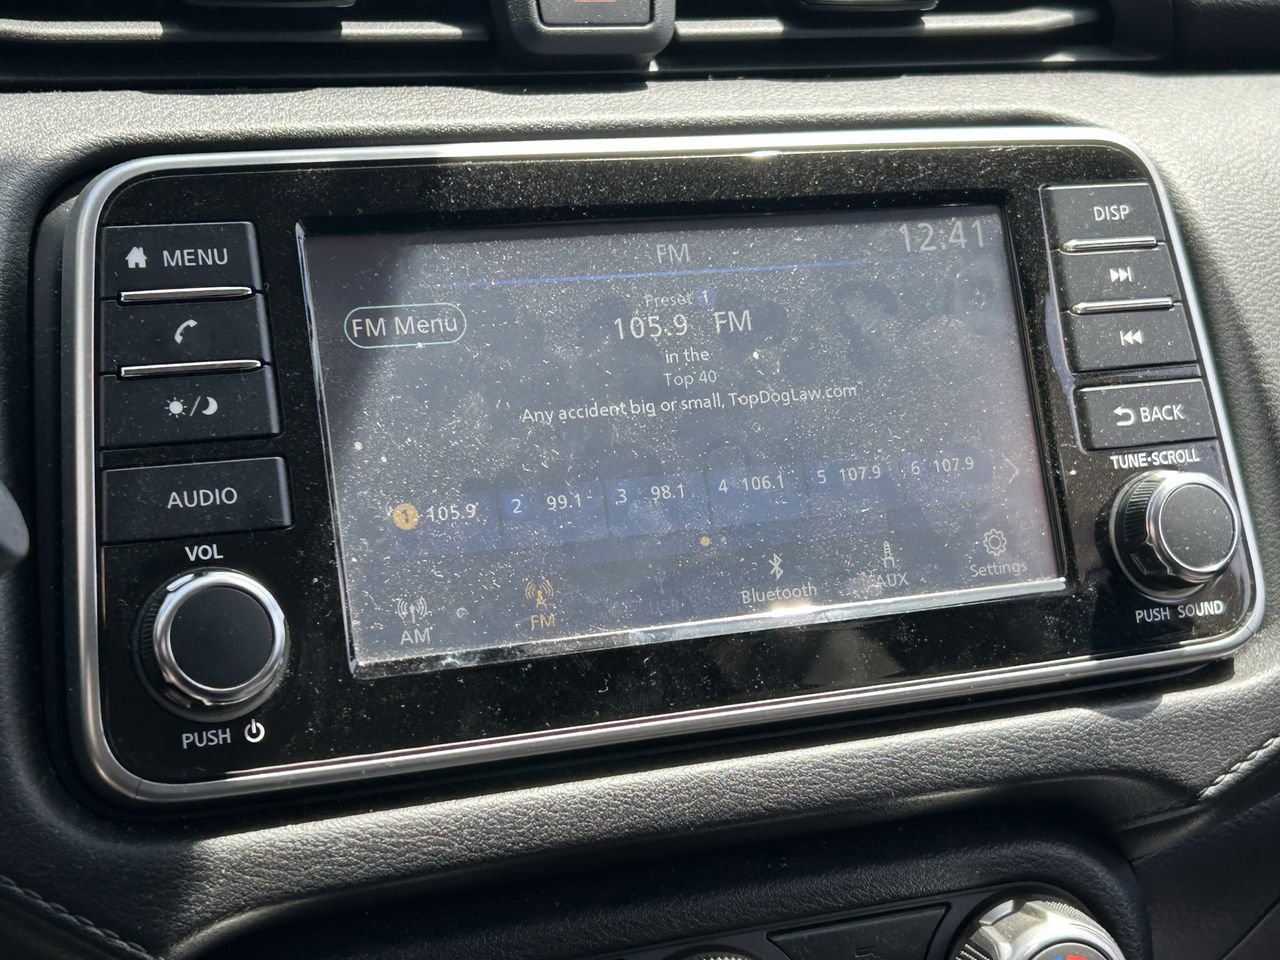 MENU
AUDIO
VOL
PUSH
FM
12:41
FM Menu
Preset 1
105.9 FM
in the
Top 40
Any accident big or small, TopDogLaw.com
1 105.9 2 99.1 3 98.1 4 106.1 5 107.9 6 107.9
AM FM USB Bluetooth AUX Settings
DISP
BACK
TUNE·SCROLL
PUSH SOUND